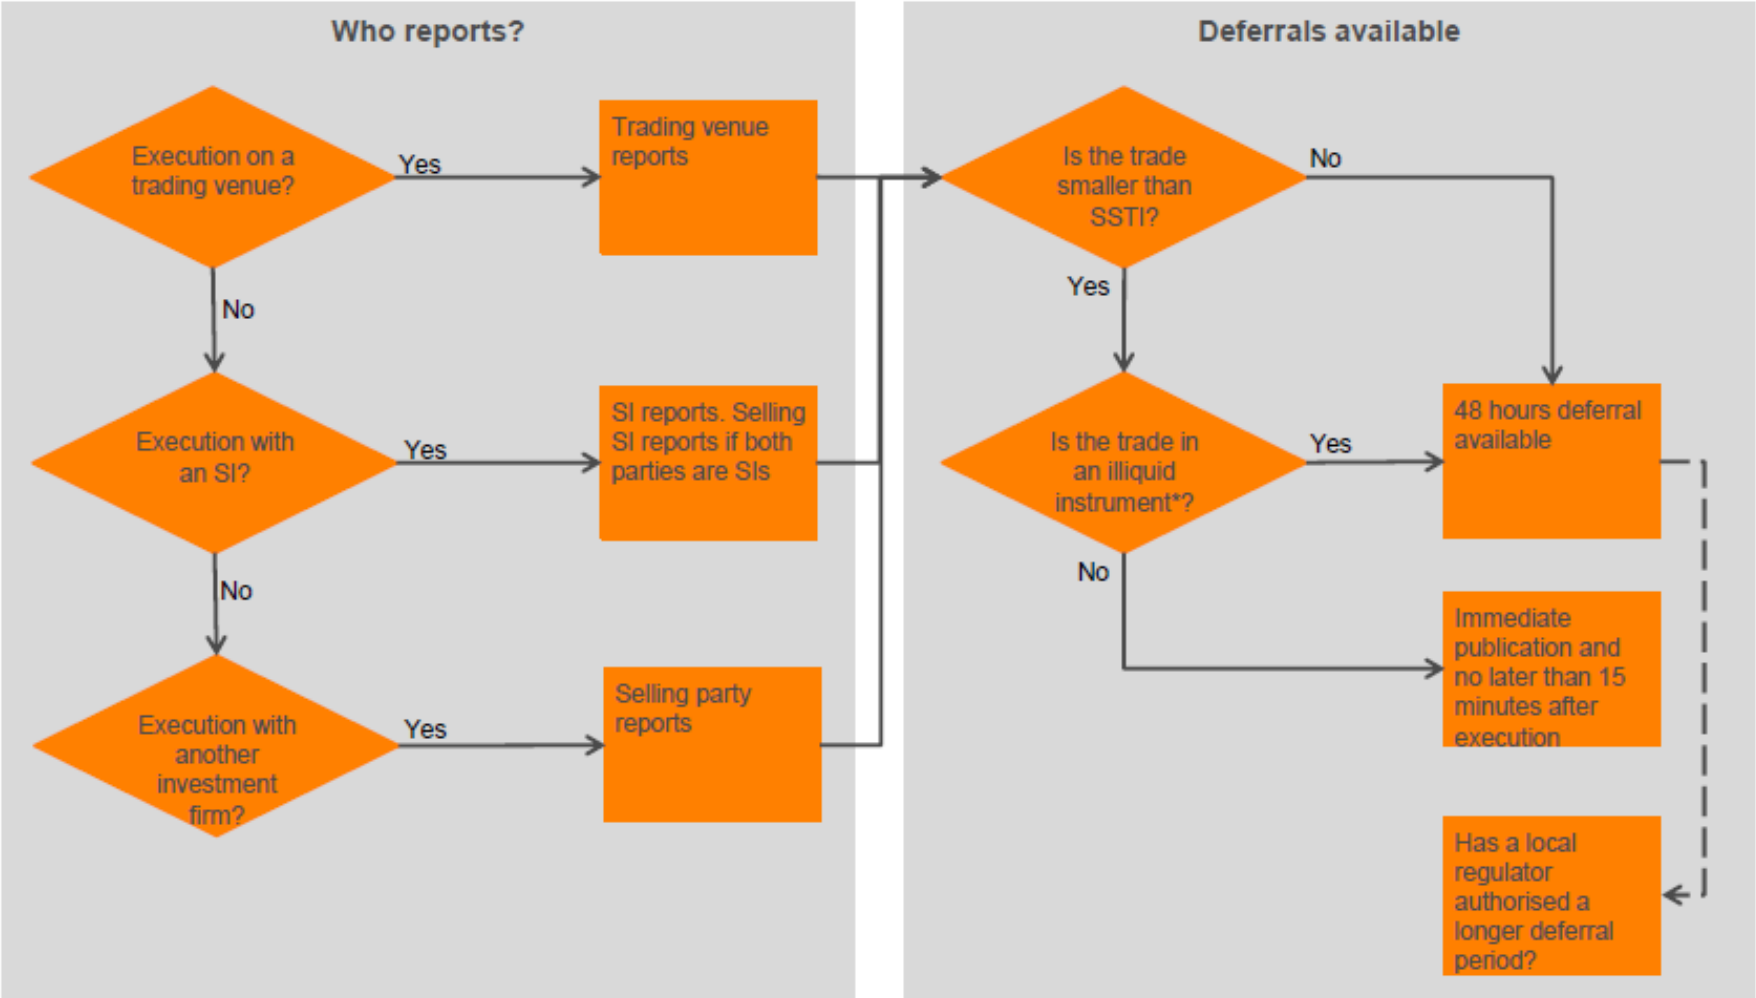 Who reports?
Execution on a
trading venue?
Yes
Trading venue
reports
No
Execution with
an SI?
Yes
SI reports. Selling
SI reports if both
parties are SIs
No
Execution with
another
investment
firm?
Yes
Selling party
reports
Deferrals available
Is the trade
smaller than
SSTI?
No
Yes
Is the trade in
an illiquid
instrument*?
Yes
48 hours deferral
available
No
Immediate
publication and
no later than 15
minutes after
execution
Has a local
regulator
authorised a
longer deferral
period?